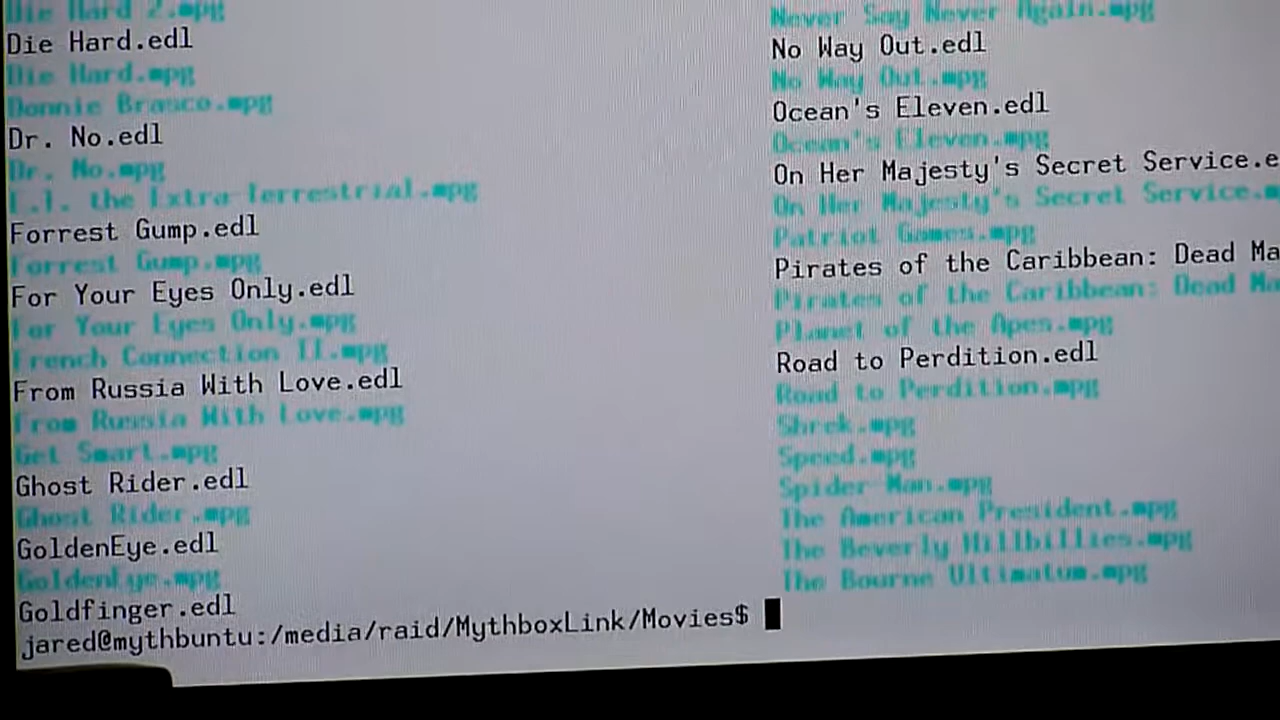 Die Hard 2.mpg
Die Hard.edl
Die Hard.mpg
Donnie Brasco.mpg
Dr. No.edl
Dr. No.mpg
E.T. the Extra-Terrestrial.mpg
Forrest Gump.edl
Forrest Gump.mpg
For Your Eyes Only.edl
For Your Eyes Only.mpg
French Connection II.mpg
From Russia With Love.edl
From Russia With Love.mpg
Get Smart.mpg
Ghost Rider.edl
Ghost Rider.mpg
GoldenEye.edl
GoldenEye.mpg
Goldfinger.edl
Never Say Never Again.mpg
No Way Out.edl
No Way Out.mpg
Ocean's Eleven.edl
Ocean's Eleven.mpg
On Her Majesty's Secret Service.e
On Her Majesty's Secret Service.m
Patriot Games.mpg
Pirates of the Caribbean: Dead Ma
Pirates of the Caribbean: Dead Ma
Planet of the Apes.mpg
Road to Perdition.edl
Road to Perdition.mpg
Shrek.mpg
Speed.mpg
Spider Man.mpg
The American President.mpg
The Beverly Hillbillies.mpg
The Bourne Ultimatum.mpg
jared@mythbuntu:/media/raid/MythboxLink/Movies$